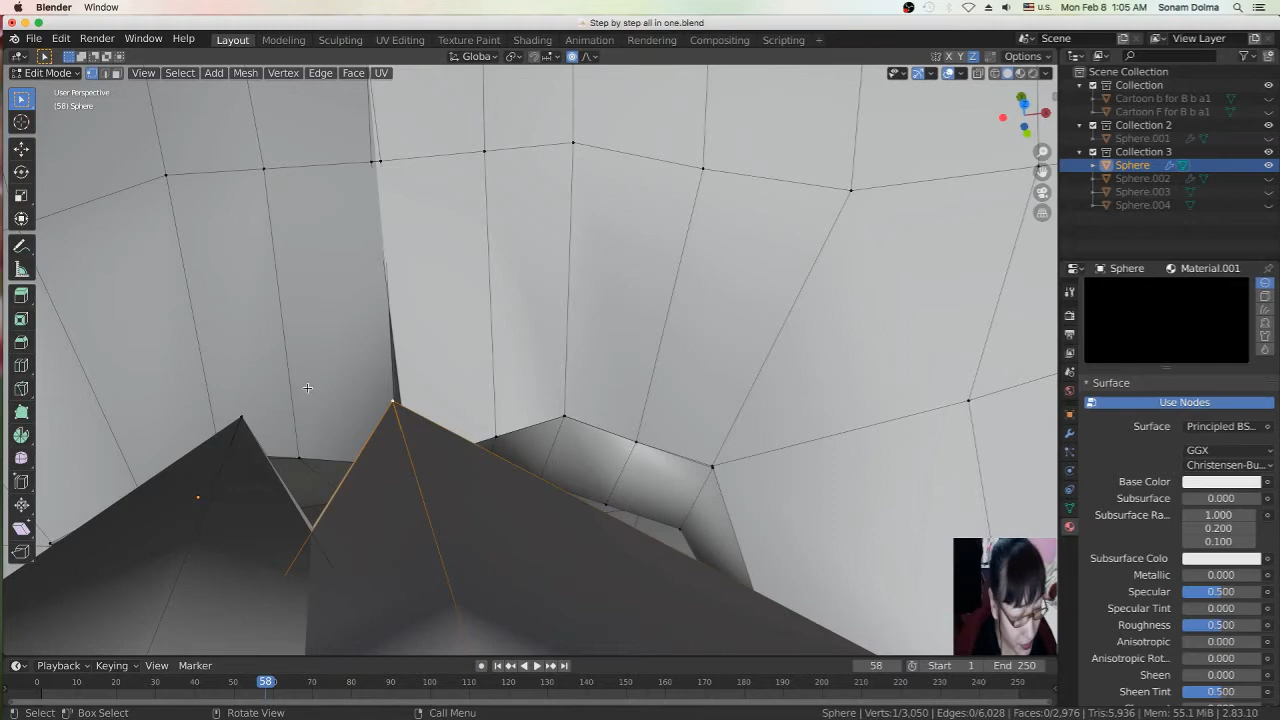 Blender Window U.S. Mon Feb 8 1:05 AM Sonam Dolma
Step by step all in one.blend
File Edit Render Window Help Layout Modeling Sculpting UV Editing Texture Paint Shading Animation Rendering Compositing Scripting Scene View Layer
Globa X Y Z Options
Edit Mode View Select Add Mesh Vertex Edge Face UV
Scene Collection
Collection
Cartoon b for B b a1
Cartoon F for B b a1
Collection 2
Sphere.001
Collection 3
Sphere
Sphere.002
Sphere.003
Sphere.004
User Perspective
(58) Sphere
Sphere Material.001
Surface
Use Nodes
Surface Principled BS...
GGX
Christensen-Bu...
Base Color
Subsurface 0.000
Subsurface Ra... 1.000
0.200
0.100
Subsurface Colo
Metallic 0.000
Specular 0.500
Specular Tint 0.000
Roughness 0.500
Anisotropic 0.000
Anisotropic Rot... 0.000
Sheen 0.000
Sheen Tint 0.500
Playback Keying View Marker 58 Start 1 End 250
0 10 20 30 40 50 58 70 80 90 100 110 120 130 140 150 160 170 180 190 200 210 220 230 240 250
Select Box Select Rotate View Call Menu Sphere | Verts:1/3,050 | Edges:0/6,028 | Faces:0/2,976 | Tris:5,936 | Mem: 55.1 MiB | 2.83.10